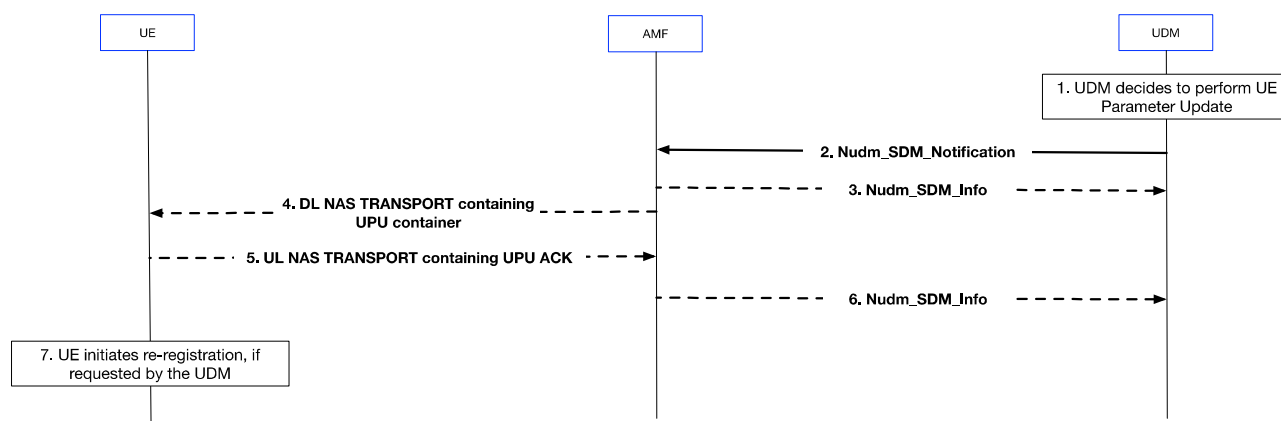 UE
AMF
UDM
1. UDM decides to perform UE
Parameter Update
2. Nudm_SDM_Notification
3. Nudm_SDM_Info
4. DL NAS TRANSPORT containing
UPU container
5. UL NAS TRANSPORT containing UPU ACK
6. Nudm_SDM_Info
7. UE initiates re-registration, if
requested by the UDM